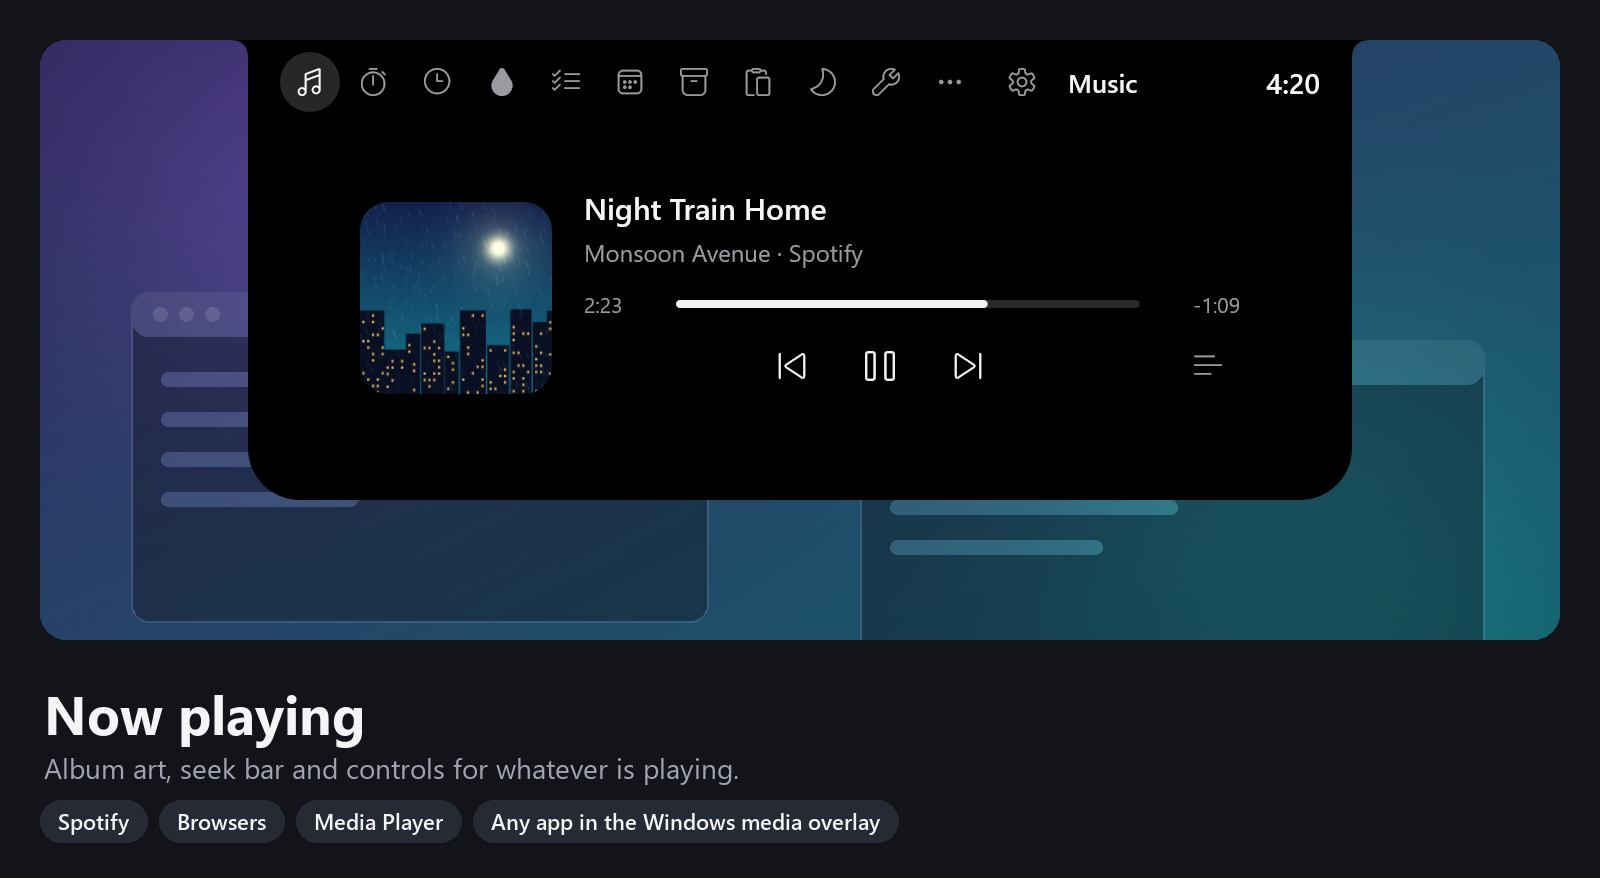 Music 4:20
Night Train Home
Monsoon Avenue · Spotify
2:23 -1:09
Now playing
Album art, seek bar and controls for whatever is playing.
Spotify Browsers Media Player Any app in the Windows media overlay